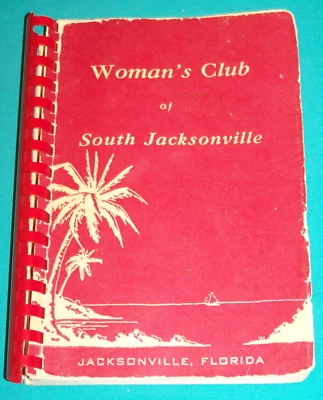 Woman's Club
of
South Jacksonville
JACKSONVILLE, FLORIDA